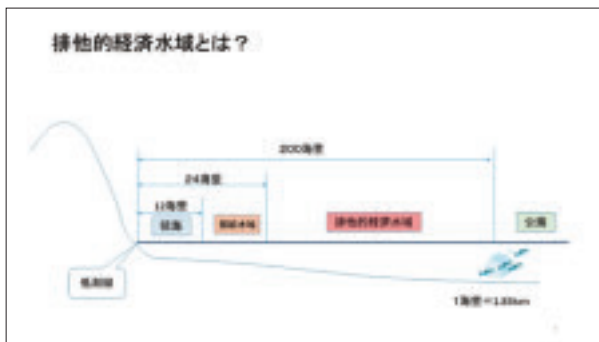 排他的経済水域とは？
200海里
24海里
12海里
領海
接続水域
排他的経済水域
公海
低潮線
1海里=1.85km